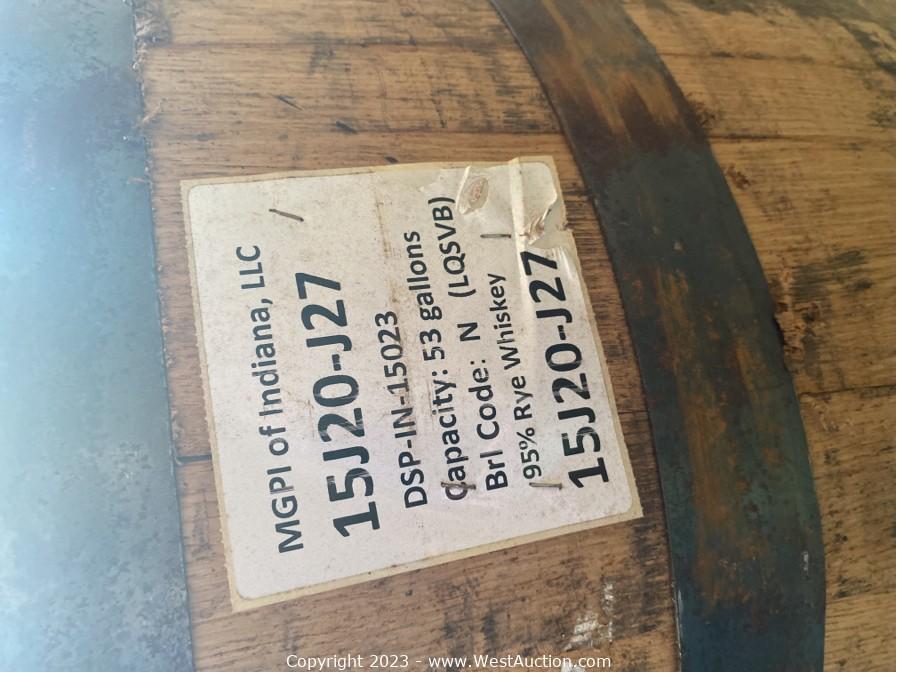 MGPI of Indiana, LLC
15J20-J27
DSP-IN-15023
Capacity: 53 gallons
Brl Code: N (LQSVB)
95% Rye Whiskey
15J20-J27
Copyright 2023 - www.WestAuction.com